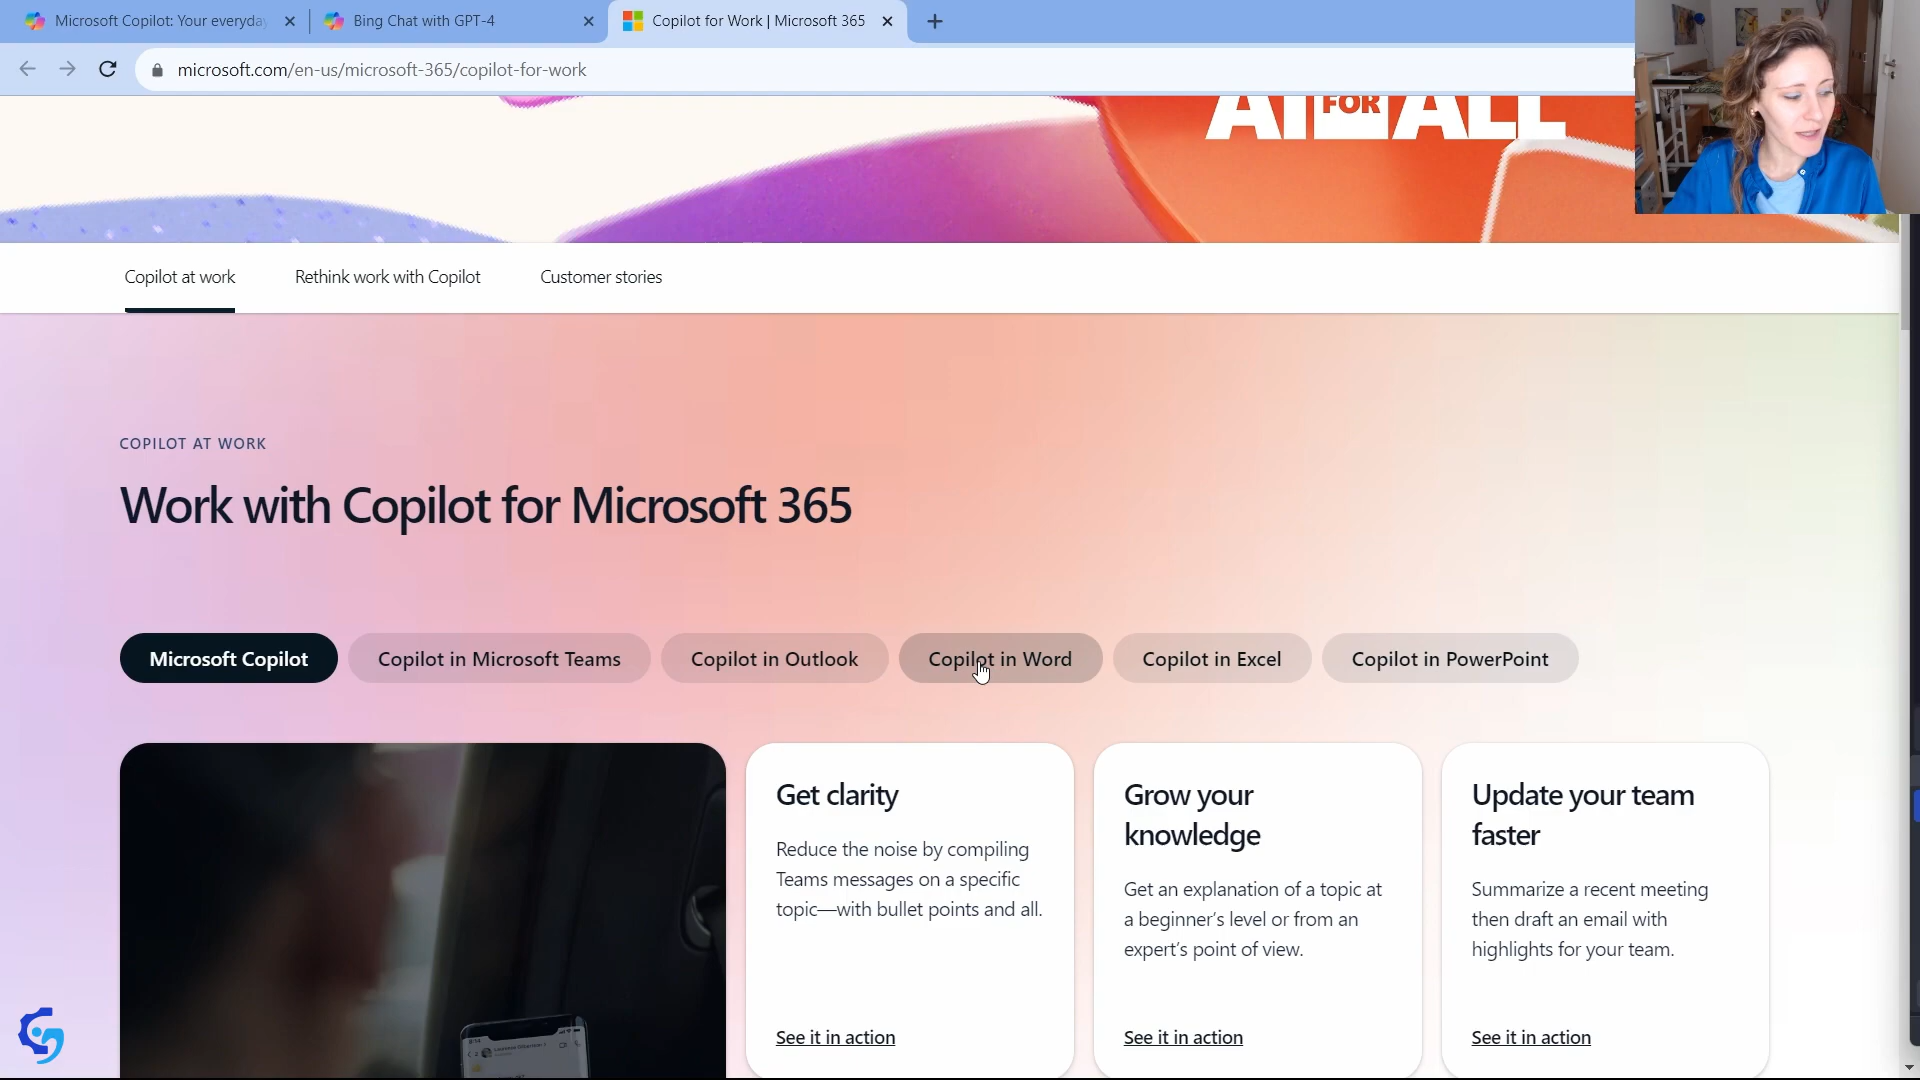 Microsoft Copilot: Your everyday
Bing Chat with GPT-4
Copilot for Work | Microsoft 365
microsoft.com/en-us/microsoft-365/copilot-for-work
AI FOR ALL
Copilot at work
Rethink work with Copilot
Customer stories
COPILOT AT WORK
Work with Copilot for Microsoft 365
Microsoft Copilot
Copilot in Microsoft Teams
Copilot in Outlook
Copilot in Word
Copilot in Excel
Copilot in PowerPoint
Get clarity
Reduce the noise by compiling
Teams messages on a specific
topic—with bullet points and all.
See it in action
Grow your
knowledge
Get an explanation of a topic at
a beginner's level or from an
expert's point of view.
See it in action
Update your team
faster
Summarize a recent meeting
then draft an email with
highlights for your team.
See it in action